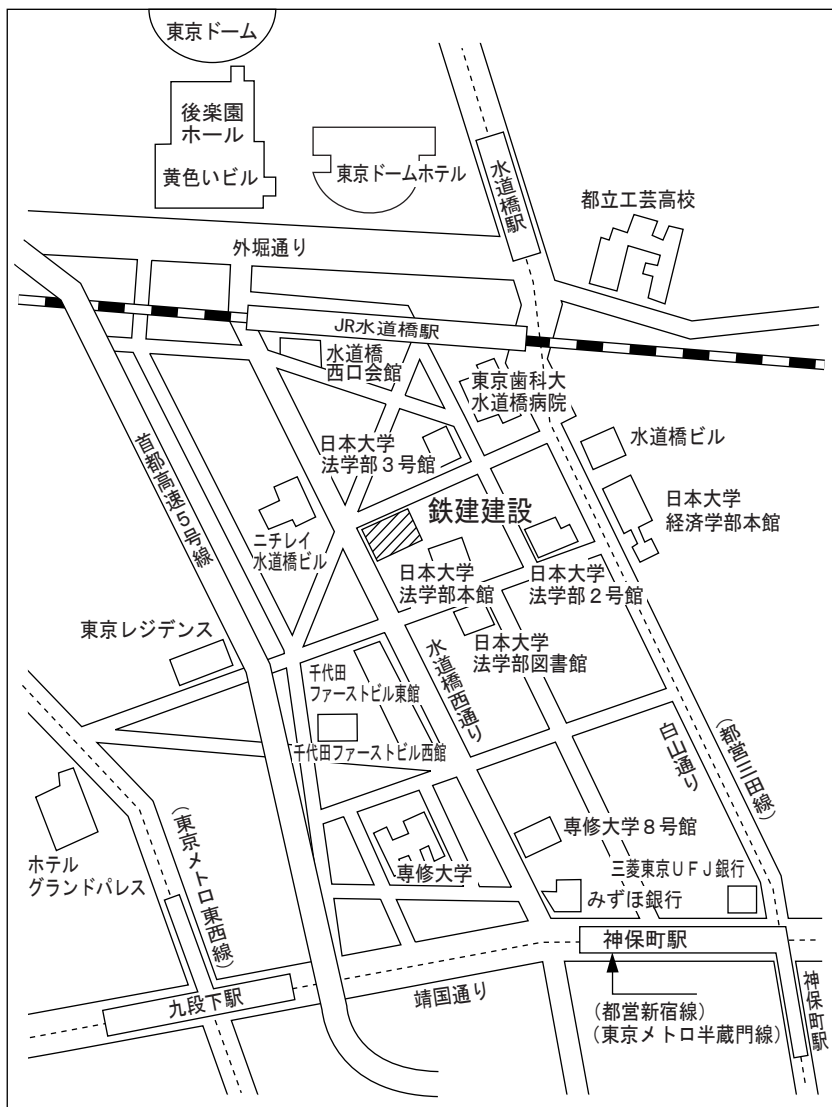 東京ドーム
後楽園
ホール
黄色いビル
東京ドームホテル
水道橋駅
都立工芸高校
外堀通り
JR水道橋駅
水道橋
西口会館
東京歯科大
水道橋病院
日本大学
法学部3号館
水道橋ビル
首都高速5号線
鉄建建設
日本大学
経済学部本館
ニチレイ
水道橋ビル
日本大学
法学部本館
日本大学
法学部2号館
東京レジデンス
水道橋西通り
日本大学
法学部図書館
千代田
ファーストビル東館
千代田ファーストビル西館
白山通り
(都営三田線)
(東京メトロ東西線)
ホテル
グランドパレス
専修大学
専修大学8号館
三菱東京UFJ銀行
みずほ銀行
神保町駅
九段下駅
靖国通り
(都営新宿線)
(東京メトロ半蔵門線)
神保町駅